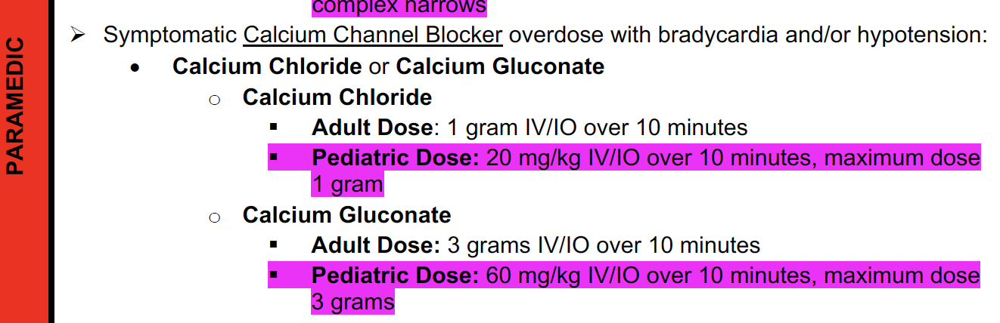 complex narrows
PARAMEDIC
➢ Symptomatic Calcium Channel Blocker overdose with bradycardia and/or hypotension:
• Calcium Chloride or Calcium Gluconate
○ Calcium Chloride
▪ Adult Dose: 1 gram IV/IO over 10 minutes
▪ Pediatric Dose: 20 mg/kg IV/IO over 10 minutes, maximum dose
1 gram
○ Calcium Gluconate
▪ Adult Dose: 3 grams IV/IO over 10 minutes
▪ Pediatric Dose: 60 mg/kg IV/IO over 10 minutes, maximum dose
3 grams